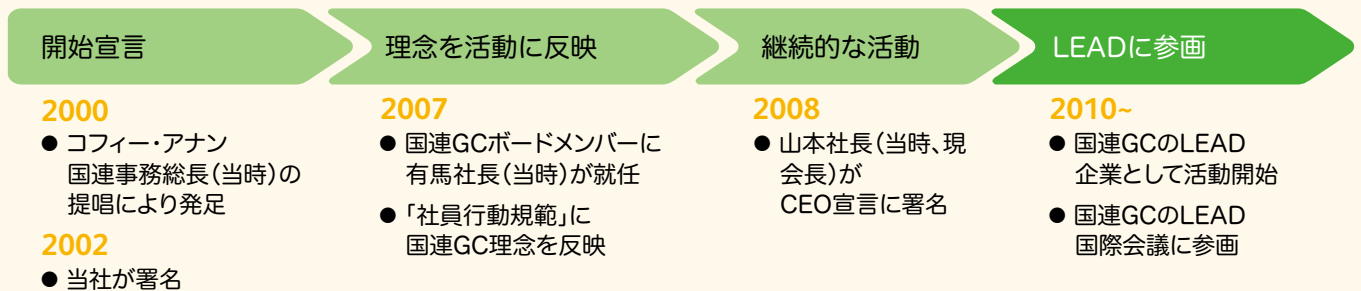 開始宣言
理念を活動に反映
継続的な活動
LEADに参画
2000
● コフィー・アナン
国連事務総長(当時)の
提唱により発足
2002
● 当社が署名
2007
● 国連GCボードメンバーに
有馬社長(当時)が就任
● 「社員行動規範」に
国連GC理念を反映
2008
● 山本社長(当時、現
会長)が
CEO宣言に署名
2010~
● 国連GCのLEAD
企業として活動開始
● 国連GCのLEAD
国際会議に参画